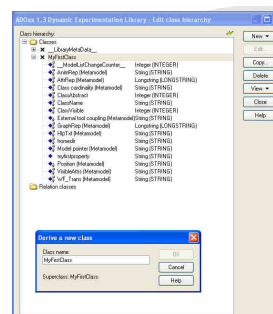 ADOxx 1.3 Dynamic Experimentation Library - Edit class hierarchy
Class hierarchy:
Classes
__LibraryMetaData__
MyFirstClass
__ModelListChangeCounter__ Integer (INTEGER)
AnimRep (Metamodel) String (STRING)
AttrRep (Metamodel) Longstring (LONGSTRING)
Class cardinality (Metamodel) String (STRING)
ClassAbstract Integer (INTEGER)
ClassName String (STRING)
ClassVisible Integer (INTEGER)
External tool coupling (Metamodel) String (STRING)
GraphRep (Metamodel) Longstring (LONGSTRING)
HlpTxt (Metamodel) String (STRING)
homedir String (STRING)
Model pointer (Metamodel) String (STRING)
myfirstproperty String (STRING)
Position (Metamodel) String (STRING)
VisibleAttrs (Metamodel) String (STRING)
WF_Trans (Metamodel) String (STRING)
Relation classes
New
Edit...
Copy...
Delete
View
Close
Help
Derive a new class
Class name:
MyFirstClass
Superclass: MyFirstClass
OK
Cancel
Help